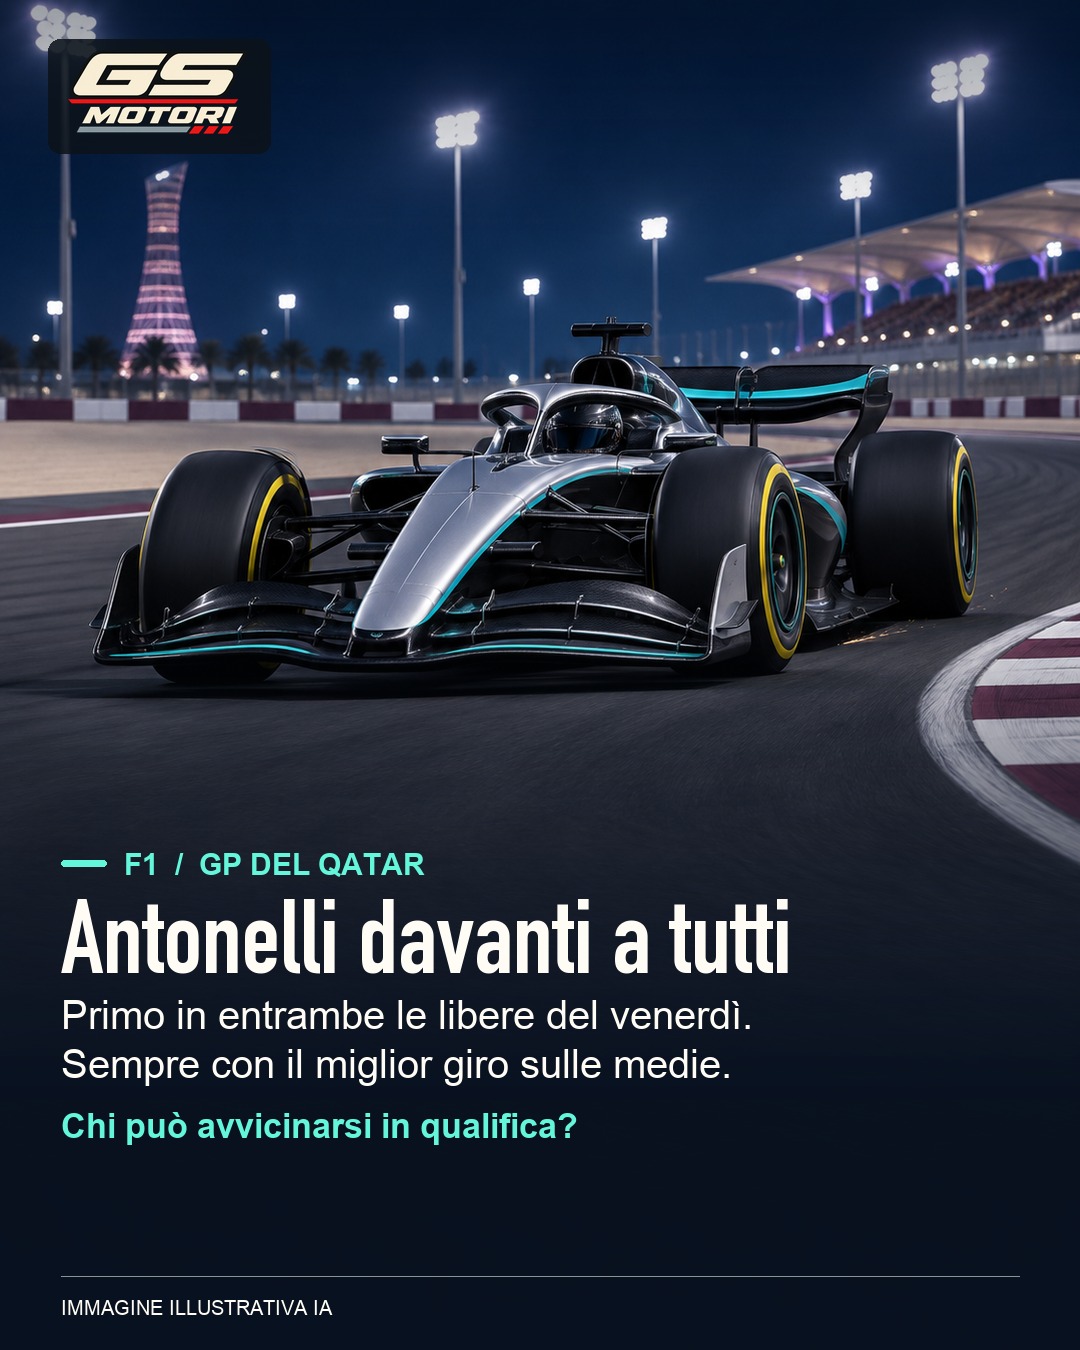 GS
MOTORI
F1 / GP DEL QATAR
Antonelli davanti a tutti
Primo in entrambe le libere del venerdì.
Sempre con il miglior giro sulle medie.
Chi può avvicinarsi in qualifica?
IMMAGINE ILLUSTRATIVA IA